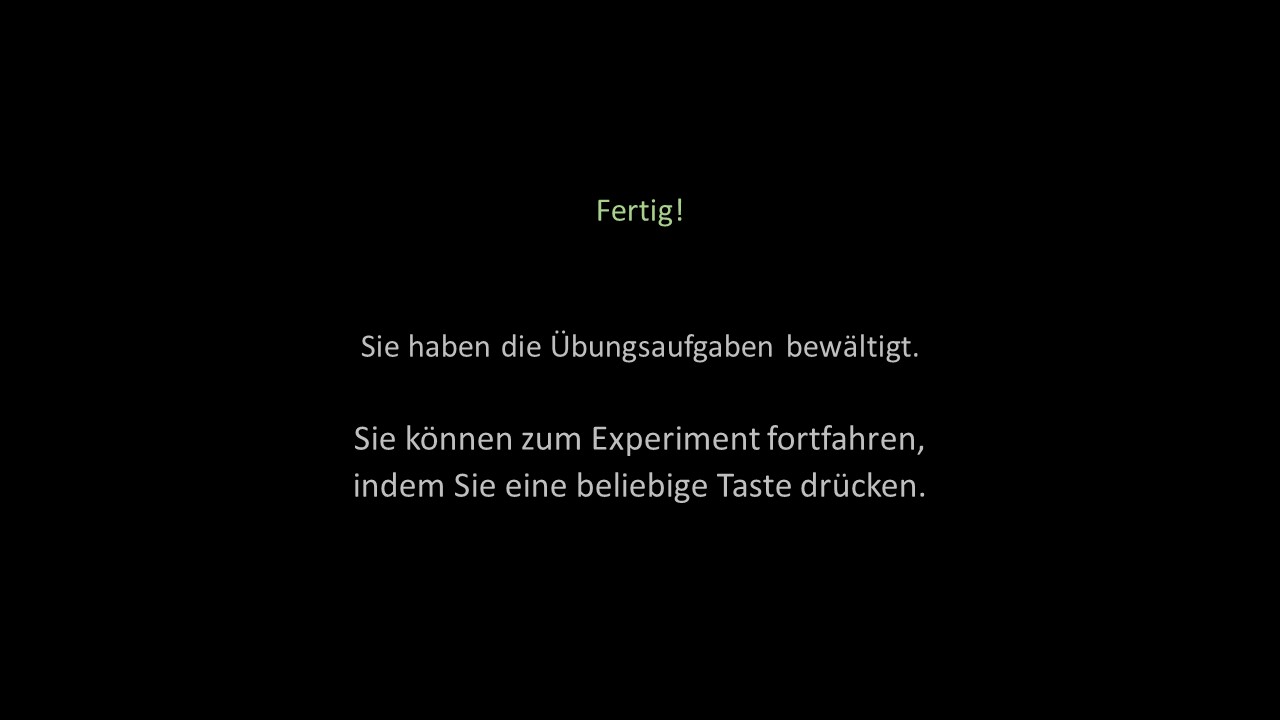 Fertig!
Sie haben die Übungsaufgaben bewältigt.
Sie können zum Experiment fortfahren,
indem Sie eine beliebige Taste drücken.